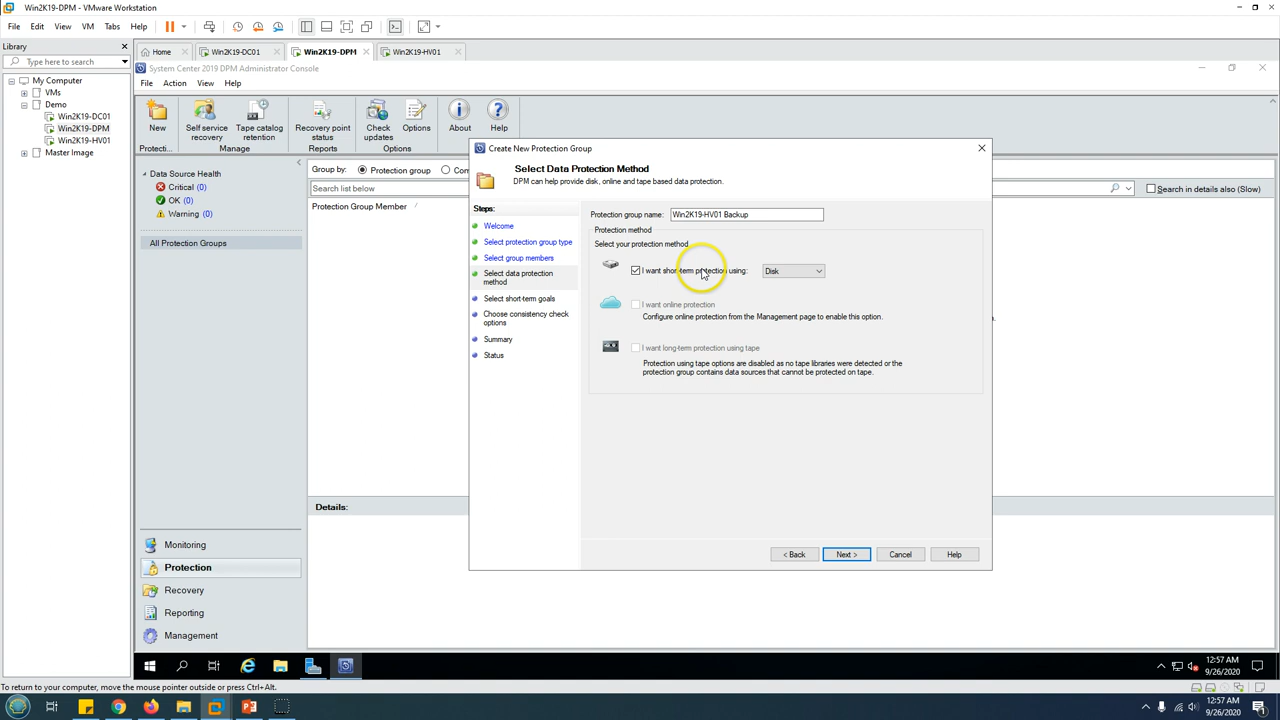 Win2K19-DPM - VMware Workstation
File Edit View VM Tabs Help
Library
Type here to search
My Computer
VMs
Demo
Win2K19-DC01
Win2K19-DPM
Win2K19-HV01
Master Image
Home Win2K19-DC01 Win2K19-DPM Win2K19-HV01
System Center 2019 DPM Administrator Console
File Action View Help
New
Protecti...
Self service recovery
Tape catalog retention
Manage
Recovery point status
Reports
Check updates
Options
Options
About
Help
Help
Data Source Health
Critical (0)
OK (0)
Warning (0)
All Protection Groups
Group by: Protection group Com
Search list below
Search in details also (Slow)
Protection Group Member
Details:
Monitoring
Protection
Recovery
Reporting
Management
Create New Protection Group
Select Data Protection Method
DPM can help provide disk, online and tape based data protection.
Steps:
Welcome
Select protection group type
Select group members
Select data protection
method
Select short-term goals
Choose consistency check
options
Summary
Status
Protection group name: Win2K19-HV01 Backup
Protection method
Select your protection method
I want short-term protection using: Disk
I want online protection
Configure online protection from the Management page to enable this option.
I want long-term protection using tape
Protection using tape options are disabled as no tape libraries were detected or the
protection group contains data sources that cannot be protected on tape.
< Back Next > Cancel Help
12:57 AM
9/26/2020
To return to your computer, move the mouse pointer outside or press Ctrl+Alt.
12:57 AM
9/26/2020